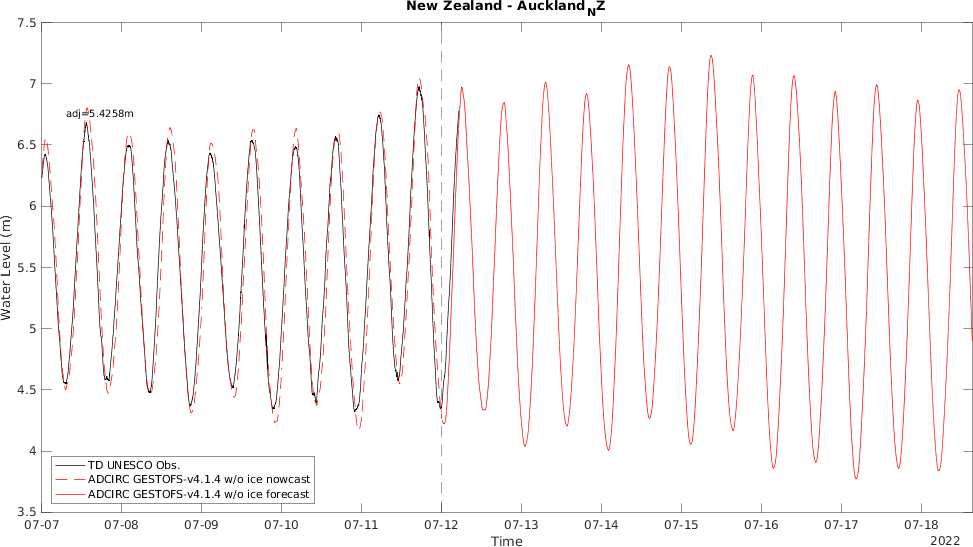 New Zealand - Auckland_NZ
7.5
7
6.5
6
5.5
5
4.5
4
3.5
Water Level (m)
adj=5.4258m
TD UNESCO Obs.
ADCIRC GESTOFS-v4.1.4 w/o ice nowcast
ADCIRC GESTOFS-v4.1.4 w/o ice forecast
07-07 07-08 07-09 07-10 07-11 07-12 07-13 07-14 07-15 07-16 07-17 07-18
Time
2022